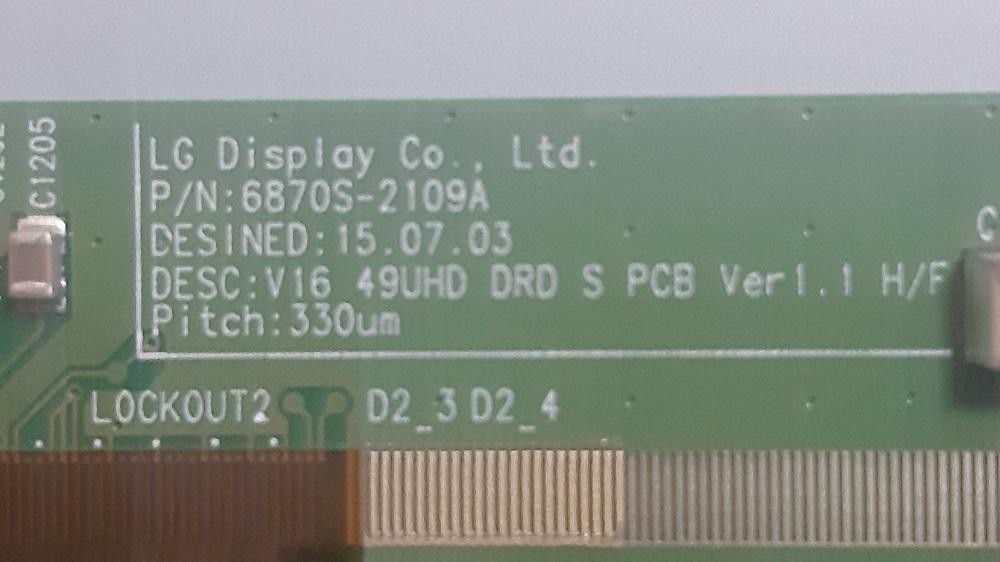 LG Display Co., Ltd.
P/N:6870S-2109A
DESINED:15.07.03
DESC:V16 49UHD DRD S PCB Ver1.1 H/F
Pitch:330um
C1205
LOCKOUT2
D2_3 D2_4
C